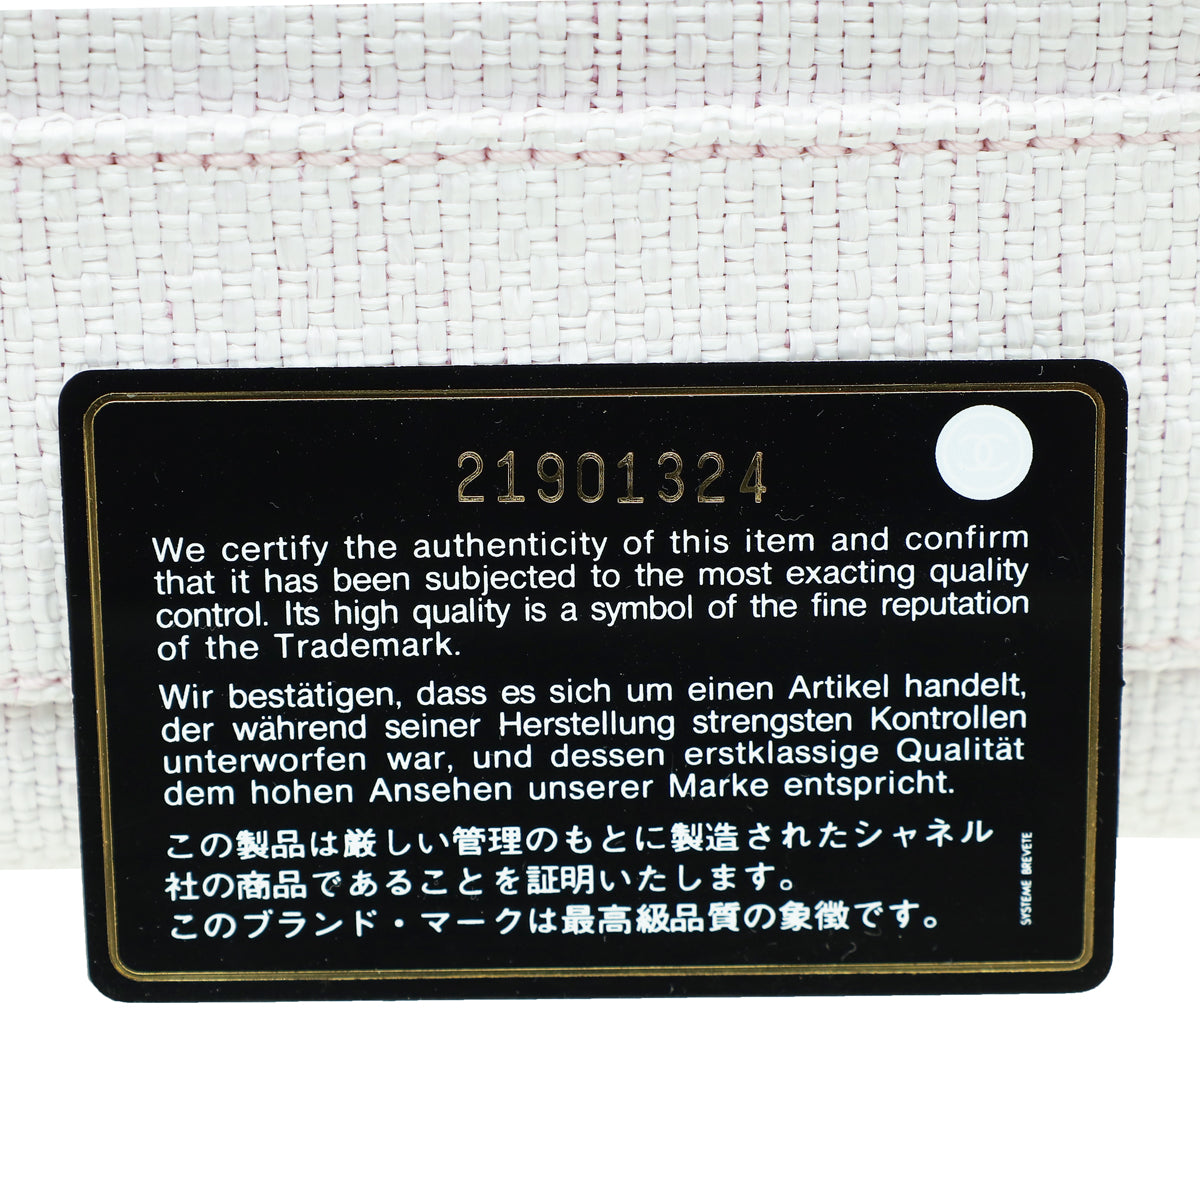 21901324
We certify the authenticity of this item and confirm
that it has been subjected to the most exacting quality
control. Its high quality is a symbol of the fine reputation
of the Trademark.
Wir bestätigen, dass es sich um einen Artikel handelt,
der während seiner Herstellung strengsten Kontrollen
unterworfen war, und dessen erstklassige Qualität
dem hohen Ansehen unserer Marke entspricht.
この製品は厳しい管理のもとに製造されたシャネル
社の商品であることを証明いたします。
このブランド・マークは最高級品質の象徴です。
SYSTEME BREVETE